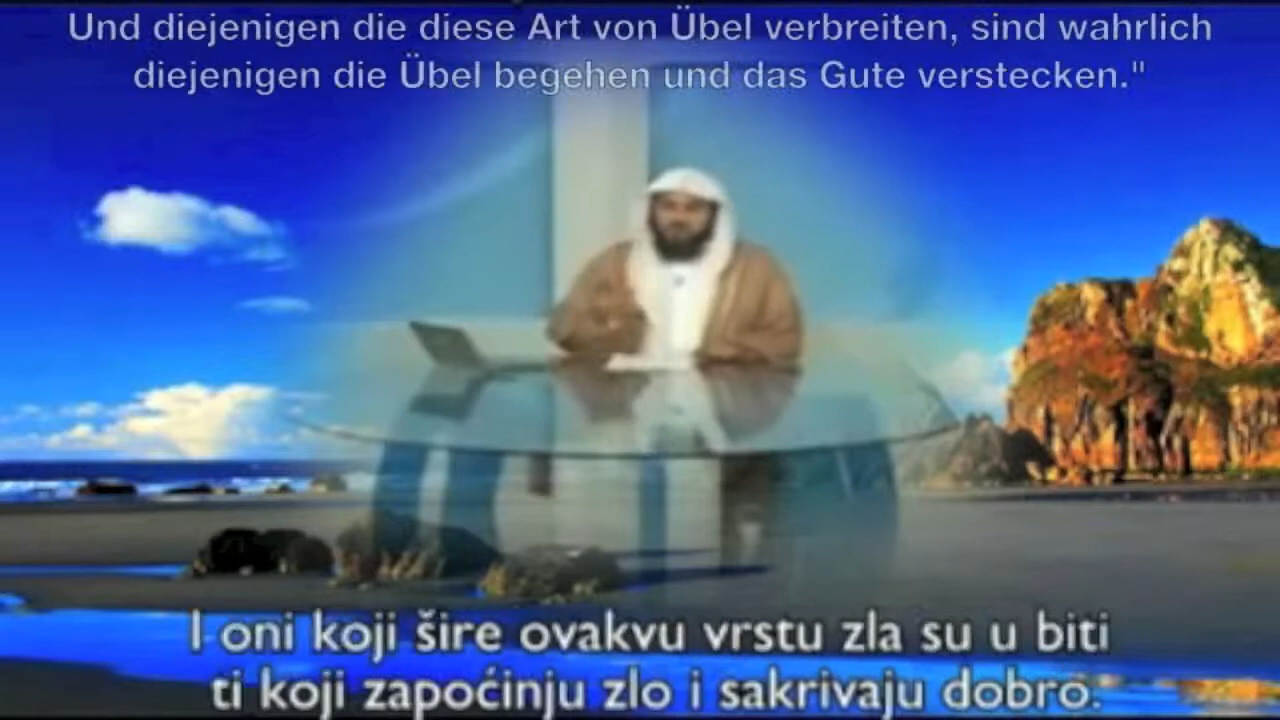 Und diejenigen die diese Art von Übel verbreiten, sind wahrlich
diejenigen die Übel begehen und das Gute verstecken."
I oni koji šire ovakvu vrstu zla su u biti
ti koji započinju zlo i sakrivaju dobro.